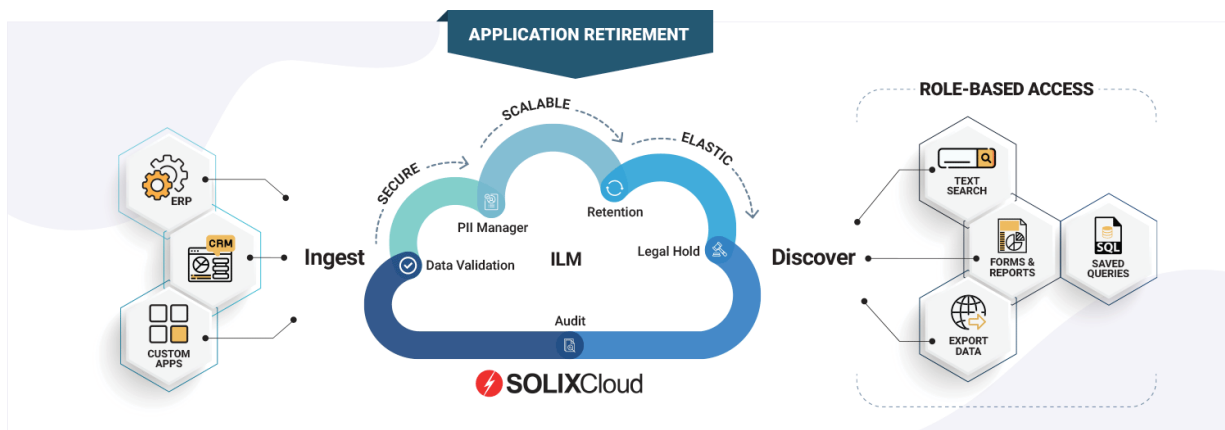 APPLICATION RETIREMENT
ROLE-BASED ACCESS
SECURE
SCALABLE
ELASTIC
ERP
CRM
CUSTOM
APPS
Ingest
PII Manager
Retention
Data Validation
ILM
Legal Hold
Audit
SOLIXCloud
Discover
TEXT
SEARCH
FORMS &
REPORTS
SQL
SAVED
QUERIES
EXPORT
DATA